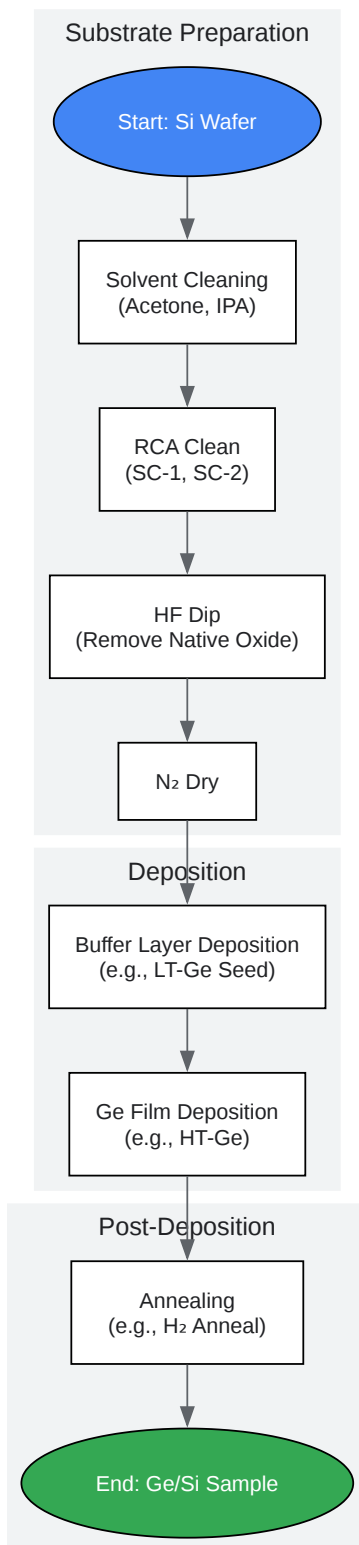 Substrate Preparation
Start: Si Wafer
Solvent Cleaning
(Acetone, IPA)
RCA Clean
(SC-1, SC-2)
HF Dip
(Remove Native Oxide)
N₂ Dry
Deposition
Buffer Layer Deposition
(e.g., LT-Ge Seed)
Ge Film Deposition
(e.g., HT-Ge)
Post-Deposition
Annealing
(e.g., H₂ Anneal)
End: Ge/Si Sample